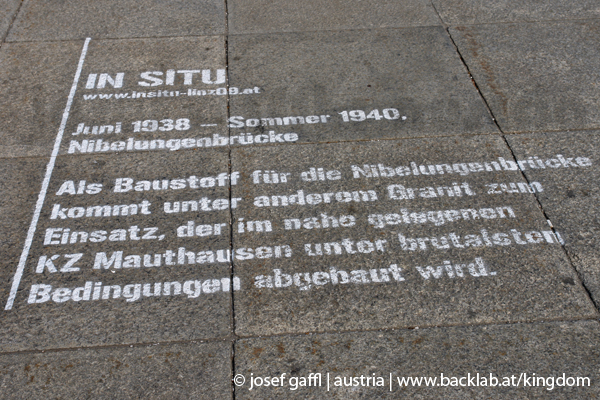 IN SITU
www.insitu-linz09.at
Juni 1938 – Sommer 1940.
Nibelungenbrücke
Als Baustoff für die Nibelungenbrücke
kommt unter anderem Granit zum
Einsatz, der im nahe gelegenen
KZ Mauthausen unter brutalsten
Bedingungen abgebaut wird.
© josef gaffl | austria | www.backlab.at/kingdom